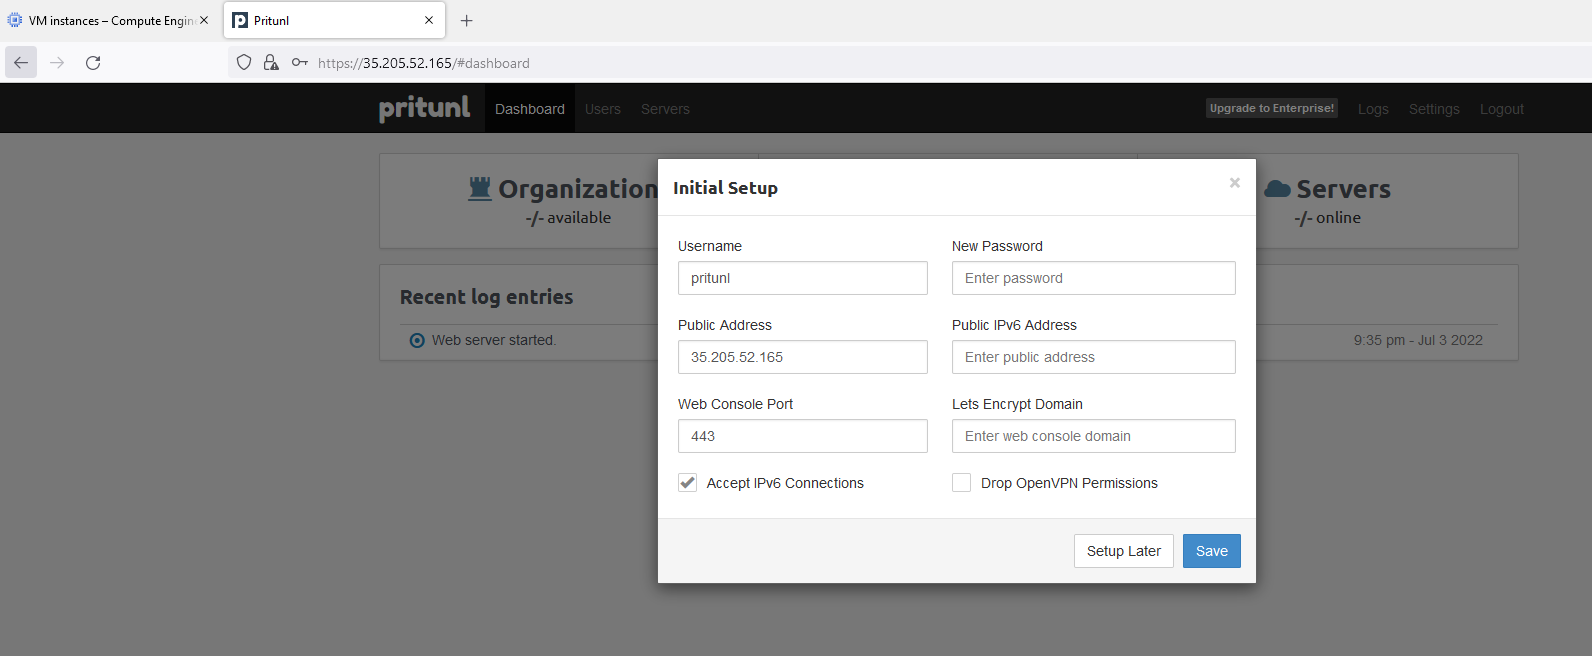 VM instances – Compute Engin
Pritunl
https://35.205.52.165/#dashboard
pritunl Dashboard Users Servers Upgrade to Enterprise! Logs Settings Logout
Organization
-/- available
Servers
-/- online
Recent log entries
Web server started.
9:35 pm - Jul 3 2022
Initial Setup
Username
pritunl
New Password
Enter password
Public Address
35.205.52.165
Public IPv6 Address
Enter public address
Web Console Port
443
Lets Encrypt Domain
Enter web console domain
Accept IPv6 Connections
Drop OpenVPN Permissions
Setup Later
Save